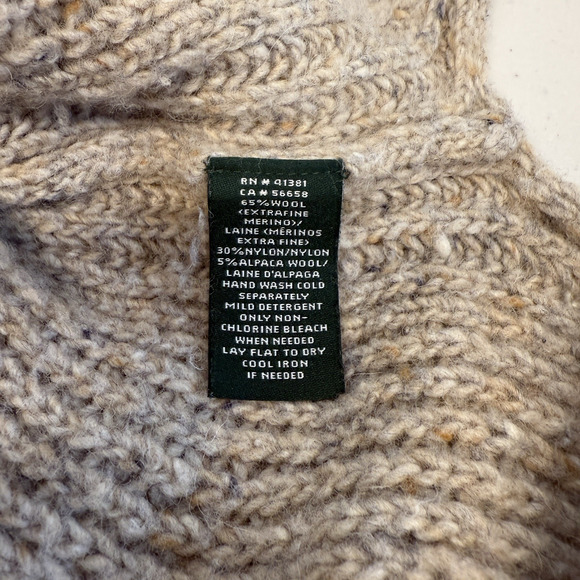 RN # 41381
CA # 56658
65% WOOL
<EXTRAFINE
MERINO>/
LAINE <MÉRINOS
EXTRA FINE>
30% NYLON/NYLON
5% ALPACA WOOL/
LAINE D'ALPAGA
HAND WASH COLD
SEPARATELY
MILD DETERGENT
ONLY NON-
CHLORINE BLEACH
WHEN NEEDED
LAY FLAT TO DRY
COOL IRON
IF NEEDED